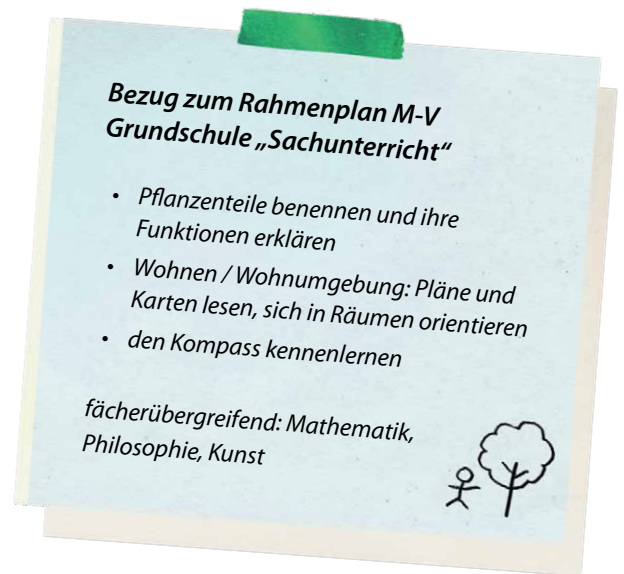 Bezug zum Rahmenplan M-V
Grundschule „Sachunterricht“
• Pflanzenteile benennen und ihre
Funktionen erklären
• Wohnen / Wohnumgebung: Pläne und
Karten lesen, sich in Räumen orientieren
• den Kompass kennenlernen
fächerübergreifend: Mathematik,
Philosophie, Kunst